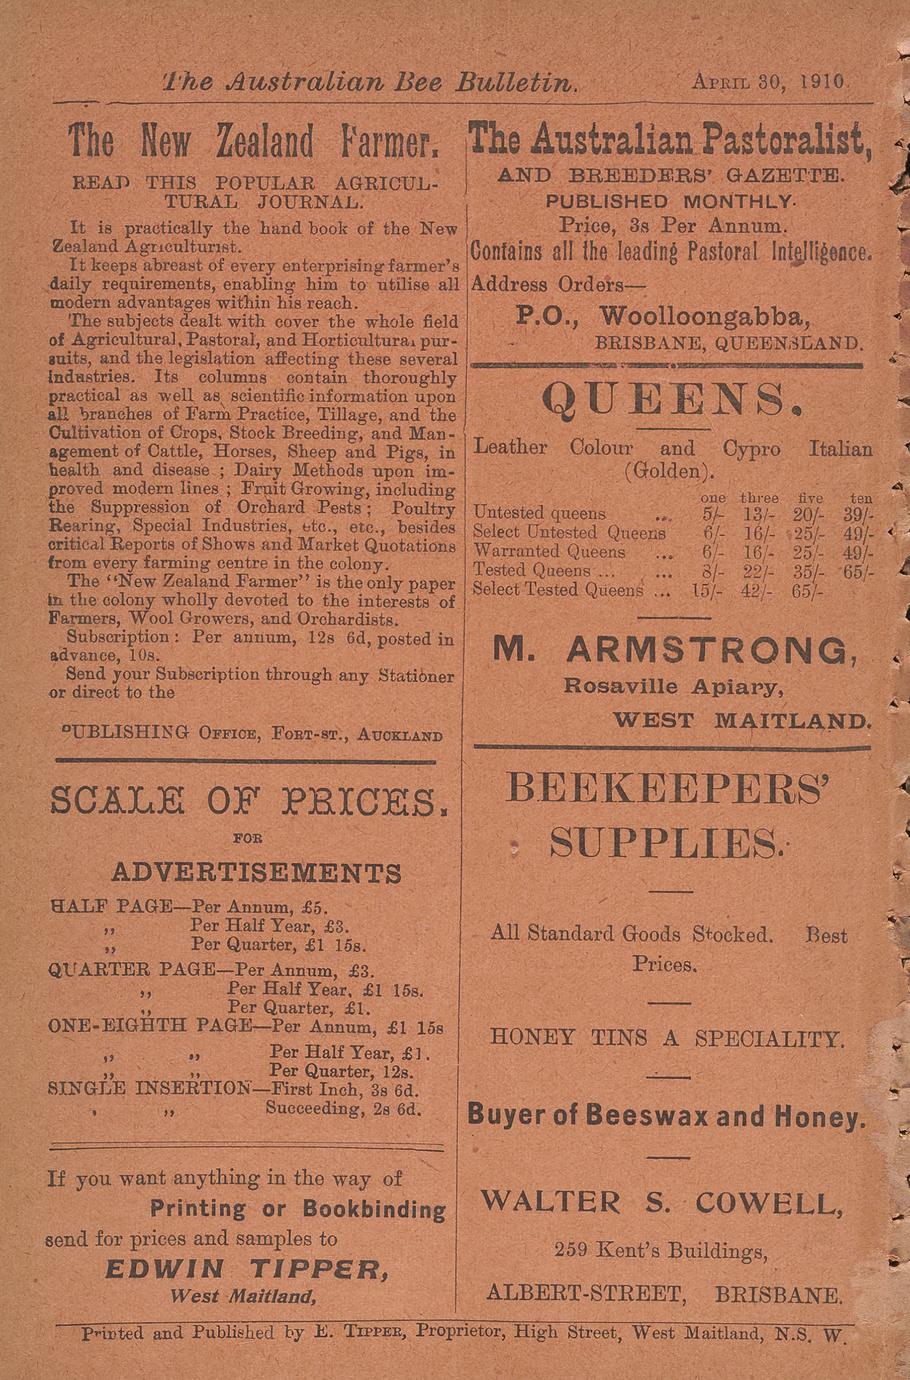 The Australian Bee Bulletin. APRIL 30, 1910.
The New Zealand Farmer.
READ THIS POPULAR AGRICUL-
TURAL JOURNAL.
It is practically the hand book of the New
Zealand Agriculturist.
It keeps abreast of every enterprising farmer's
daily requirements, enabling him to utilise all
modern advantages within his reach.
The subjects dealt with cover the whole field
of Agricultural, Pastoral, and Horticultural pur-
suits, and the legislation affecting these several
industries. Its columns contain thoroughly
practical as well as scientific information upon
all branches of Farm Practice, Tillage, and the
Cultivation of Crops, Stock Breeding, and Man-
agement of Cattle, Horses, Sheep and Pigs, in
health and disease ; Dairy Methods upon im-
proved modern lines ; Fruit Growing, including
the Suppression of Orchard Pests ; Poultry
Rearing, Special Industries, etc., etc., besides
critical Reports of Shows and Market Quotations
from every farming centre in the colony.
The "New Zealand Farmer" is the only paper
in the colony wholly devoted to the interests of
Farmers, Wool Growers, and Orchardists.
Subscription : Per annum, 12s 6d, posted in
advance, 10s.
Send your Subscription through any Stationer
or direct to the
PUBLISHING OFFICE, FORT-ST., AUCKLAND
SCALE OF PRICES.
FOR
ADVERTISEMENTS
HALF PAGE—Per Annum, £5.
,, Per Half Year, £3.
,, Per Quarter, £1 15s.
QUARTER PAGE—Per Annum, £3.
,, Per Half Year, £1 15s.
,, Per Quarter, £1.
ONE-EIGHTH PAGE—Per Annum, £1 15s
,, ,, Per Half Year, £1.
,, ,, Per Quarter, 12s.
SINGLE INSERTION—First Inch, 3s 6d.
, ,, Succeeding, 2s 6d.
If you want anything in the way of
Printing or Bookbinding
send for prices and samples to
EDWIN TIPPER,
West Maitland,
The Australian Pastoralist,
AND BREEDERS' GAZETTE.
PUBLISHED MONTHLY.
Price, 3s Per Annum.
Contains all the leading Pastoral Intelligence.
Address Orders—
P.O., Woolloongabba,
BRISBANE, QUEENSLAND.
QUEENS.
Leather Colour and Cypro Italian
(Golden).
one three five ten
Untested queens ... 5/- 13/- 20/- 39/-
Select Untested Queens 6/- 16/- 25/- 49/-
Warranted Queens ... 6/- 16/- 25/- 49/-
Tested Queens ... ... 8/- 22/- 35/- 65/-
Select Tested Queens ... 15/- 42/- 65/-
M. ARMSTRONG,
Rosaville Apiary,
WEST MAITLAND.
BEEKEEPERS'
SUPPLIES.
All Standard Goods Stocked. Best
Prices.
HONEY TINS A SPECIALITY.
Buyer of Beeswax and Honey.
WALTER S. COWELL,
259 Kent's Buildings,
ALBERT-STREET, BRISBANE.
Printed and Published by E. TIPPER, Proprietor, High Street, West Maitland, N.S. W.